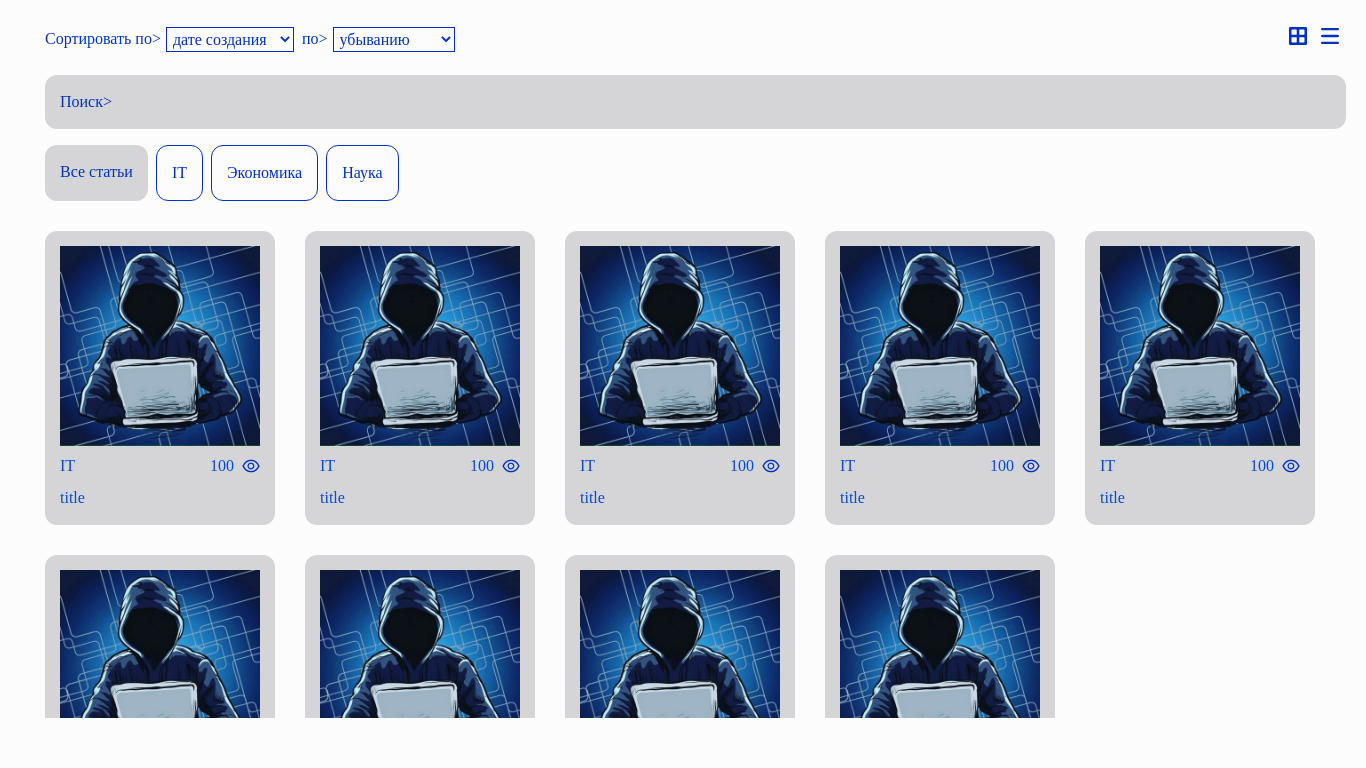 Сортировать по> дате создания по> убыванию
Поиск>
Все статьи IT Экономика Наука
IT 100 IT 100 IT 100 IT 100 IT 100
title title title title title